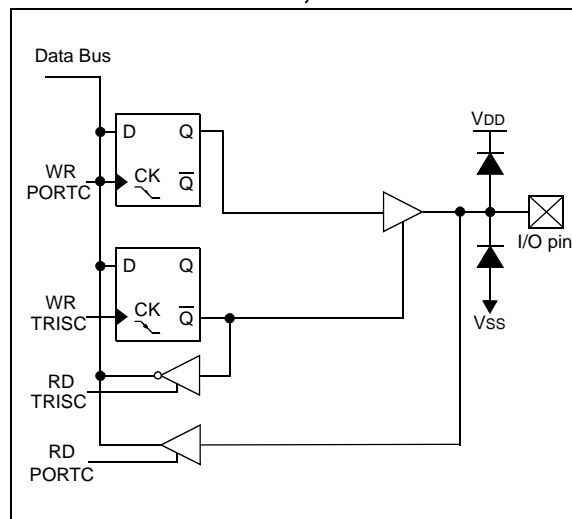 Data Bus
D Q
VDD
WR
PORTC
CK Q
I/O pin
D Q
WR
TRISC
CK Q
VSS
RD
TRISC
RD
PORTC